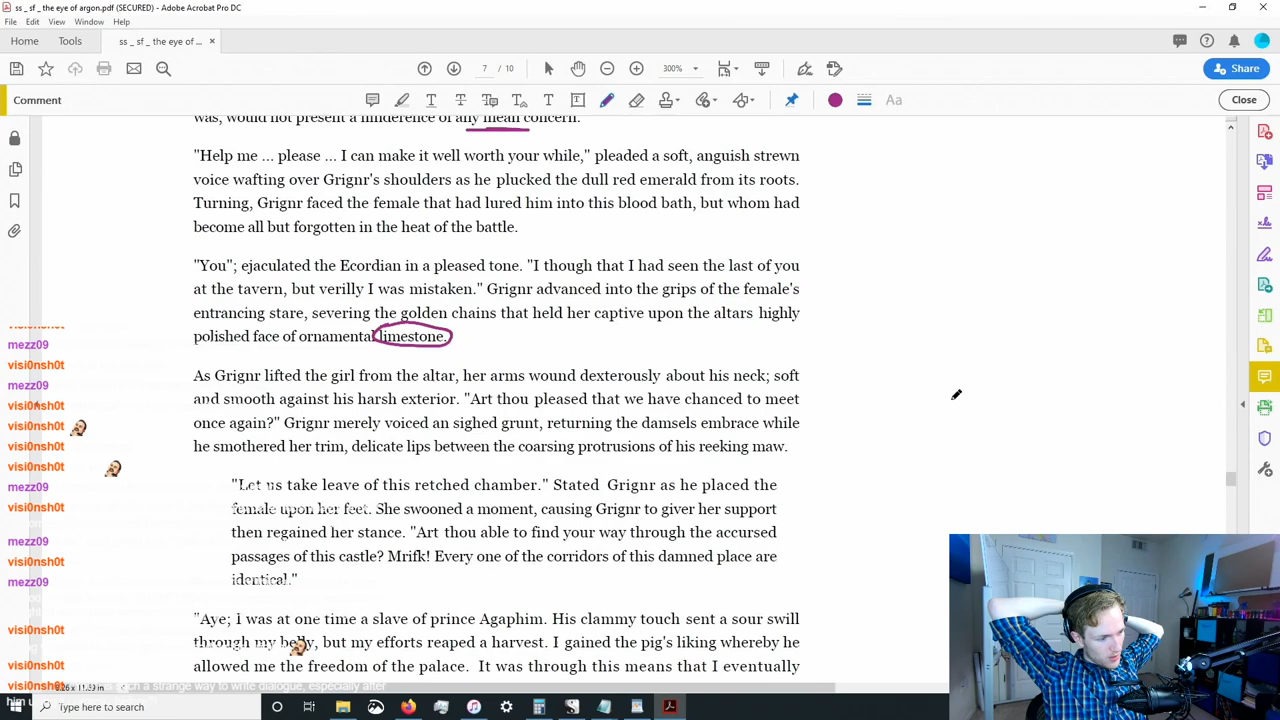 ss _ sf _ the eye of argon.pdf (SECURED) - Adobe Acrobat Pro DC
File Edit View Window Help
Home Tools ss _ sf _ the eye of ... ×
7 / 10 300% Share
Comment Aa Close
was, would not present a hinderence of any mean concern.
"Help me ... please ... I can make it well worth your while," pleaded a soft, anguish strewn
voice wafting over Grignr's shoulders as he plucked the dull red emerald from its roots.
Turning, Grignr faced the female that had lured him into this blood bath, but whom had
become all but forgotten in the heat of the battle.
"You"; ejaculated the Ecordian in a pleased tone. "I though that I had seen the last of you
at the tavern, but verilly I was mistaken." Grignr advanced into the grips of the female's
entrancing stare, severing the golden chains that held her captive upon the altars highly
polished face of ornamental limestone.
As Grignr lifted the girl from the altar, her arms wound dexterously about his neck; soft
and smooth against his harsh exterior. "Art thou pleased that we have chanced to meet
once again?" Grignr merely voiced an sighed grunt, returning the damsels embrace while
he smothered her trim, delicate lips between the coarsing protrusions of his reeking maw.
"Let us take leave of this retched chamber." Stated Grignr as he placed the
female upon her feet. She swooned a moment, causing Grignr to giver her support
then regained her stance. "Art thou able to find your way through the accursed
passages of this castle? Mrifk! Every one of the corridors of this damned place are
identical."
"Aye; I was at one time a slave of prince Agaphim. His clammy touch sent a sour swill
through my belly, but my efforts reaped a harvest. I gained the pig's liking whereby he
allowed me the freedom of the palace. It was through this means that I eventually
mezz09
visi0nsh0t
mezz09
visi0nsh0t
visi0nsh0t
visi0nsh0t
visi0nsh0t
mezz09
visi0nsh0t
mezz09
visi0nsh0t
mezz09
visi0nsh0t
visi0nsh0t
visi0nsh0t such a strange way to write dialogue, especially after
him
Type here to search